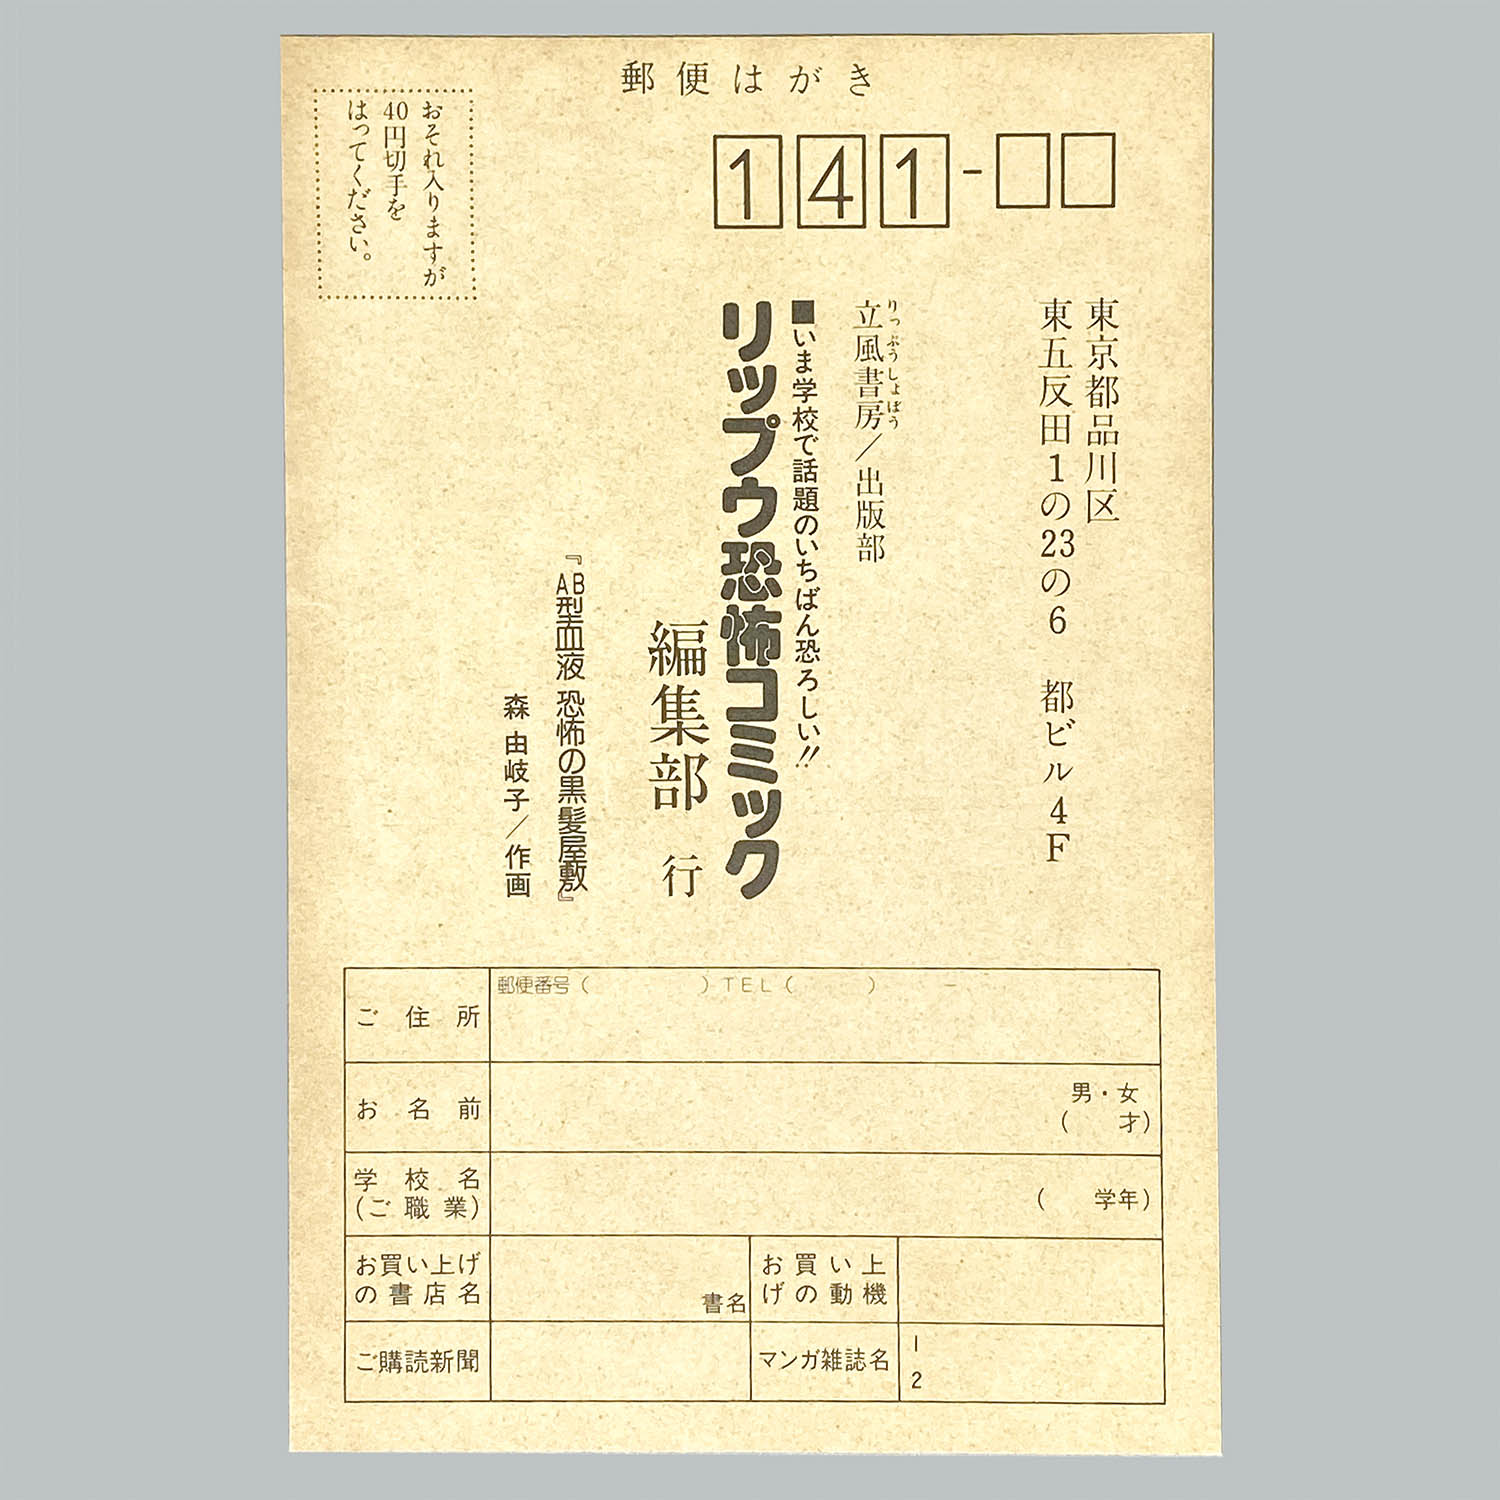 郵便はがき
おそれ入りますが
40円切手を
はってください。
141-
東京都品川区
東五反田1の23の6 都ビル4F
りっぷうしょぼう
立風書房/出版部
■いま学校で話題のいちばん恐ろしい!!
リップウ恐怖コミック
編集部 行
『AB型血液 恐怖の黒髪屋敷』
森由岐子/作画
ご住所
郵便番号( )TEL( ) -
お名前
男・女
( 才)
学校名
(ご職業)
( 学年)
お買い上げ
の書店名
書名
お買い上
げの動機
ご購読新聞
マンガ雑誌名
1
2